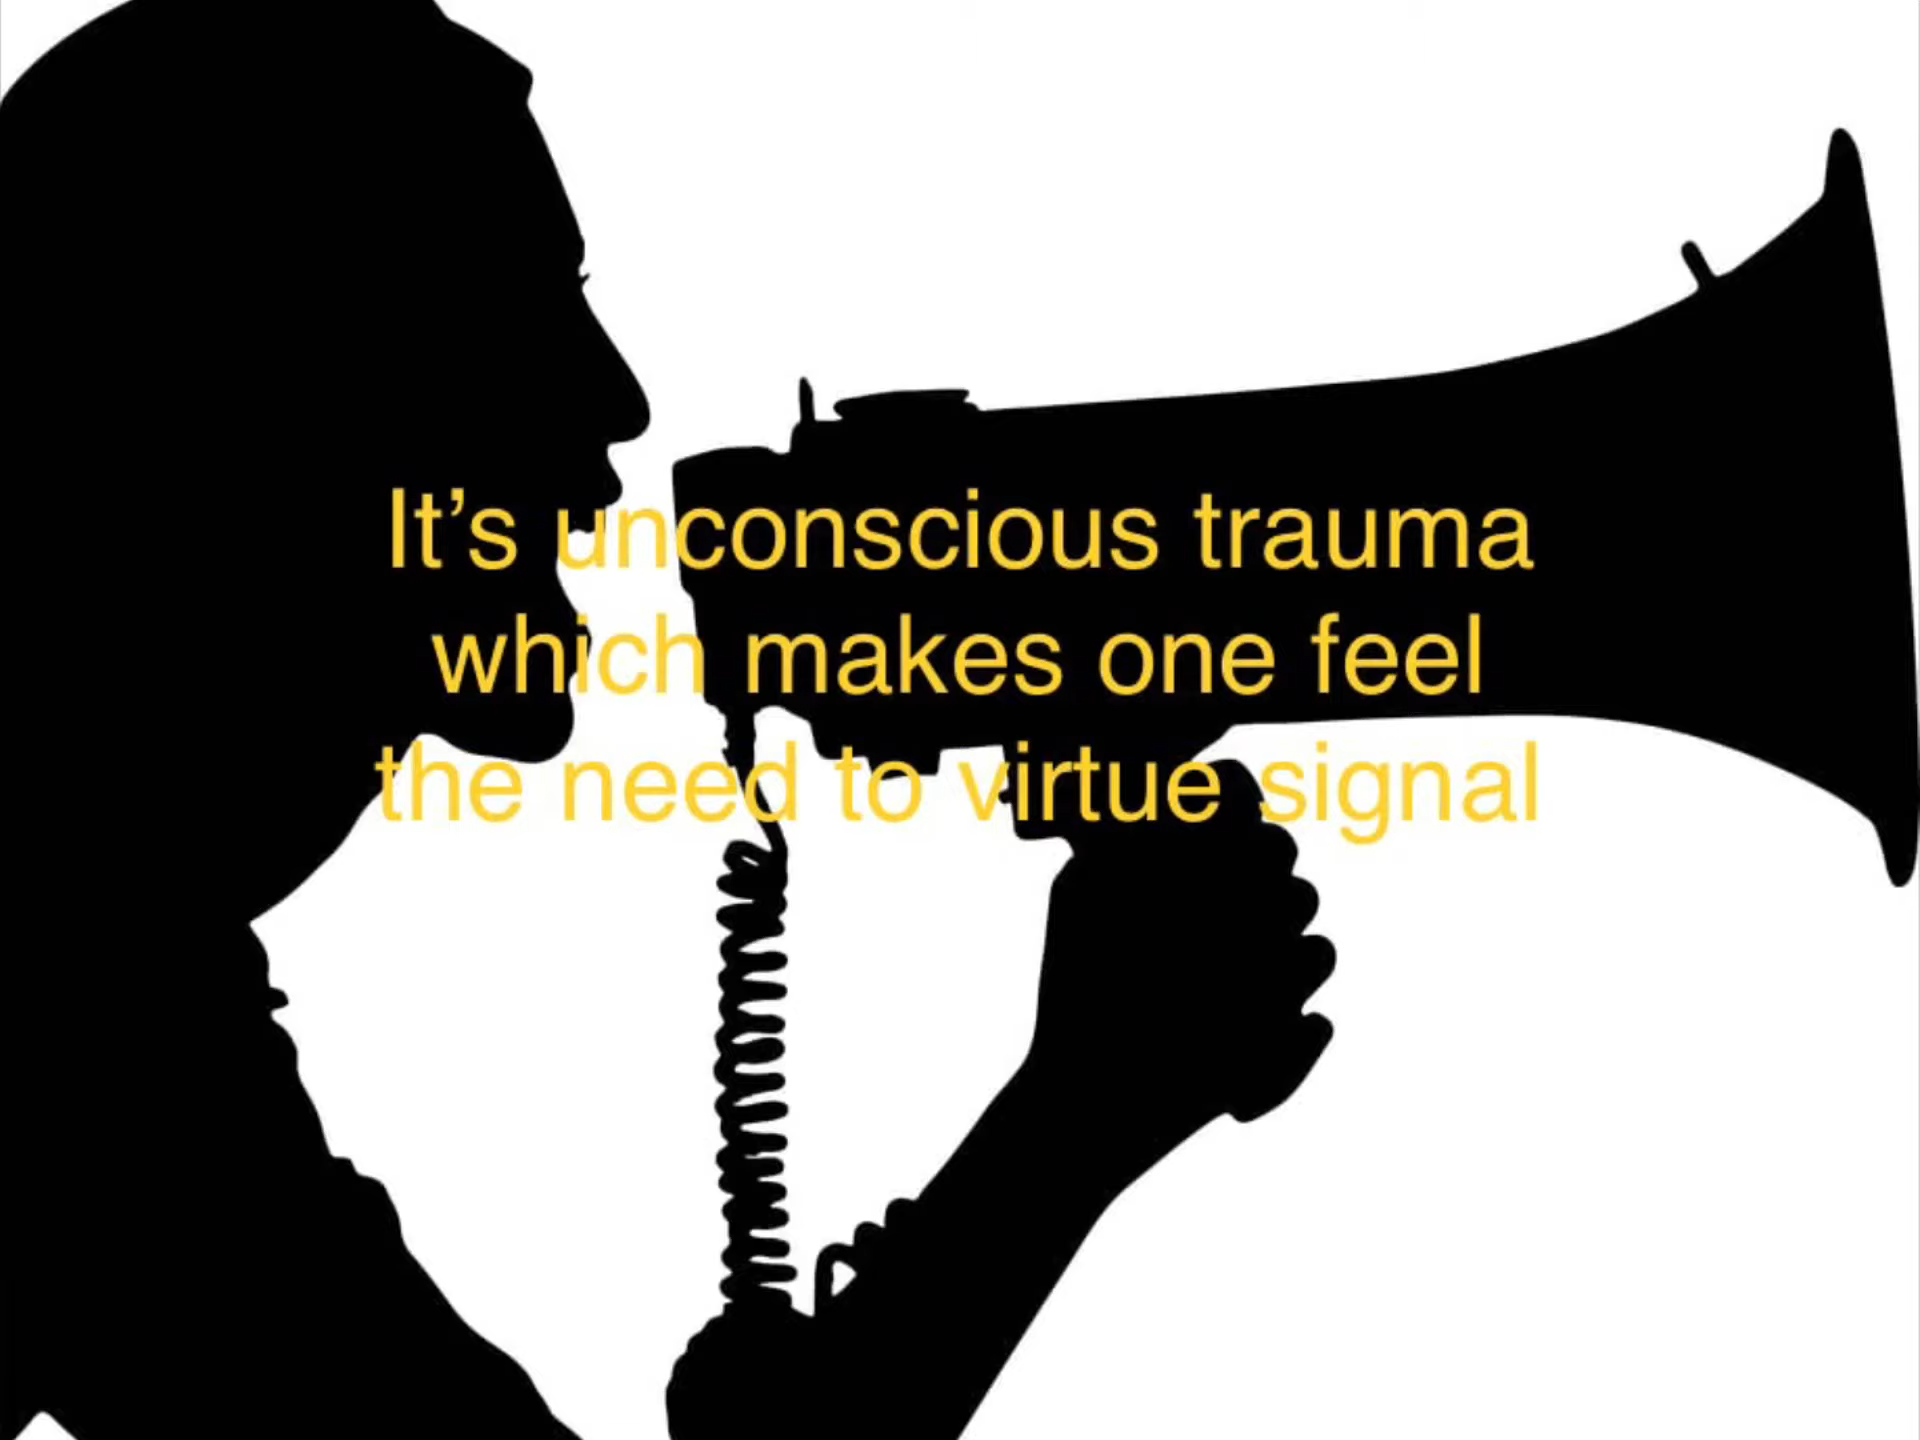 It’s unconscious trauma
which makes one feel
the need to virtue signal